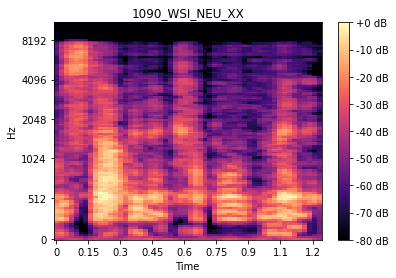 1090_WSI_NEU_XX
Hz
8192
4096
2048
1024
512
0
0 0.15 0.3 0.45 0.6 0.75 0.9 1.1 1.2
Time
+0 dB
-10 dB
-20 dB
-30 dB
-40 dB
-50 dB
-60 dB
-70 dB
-80 dB